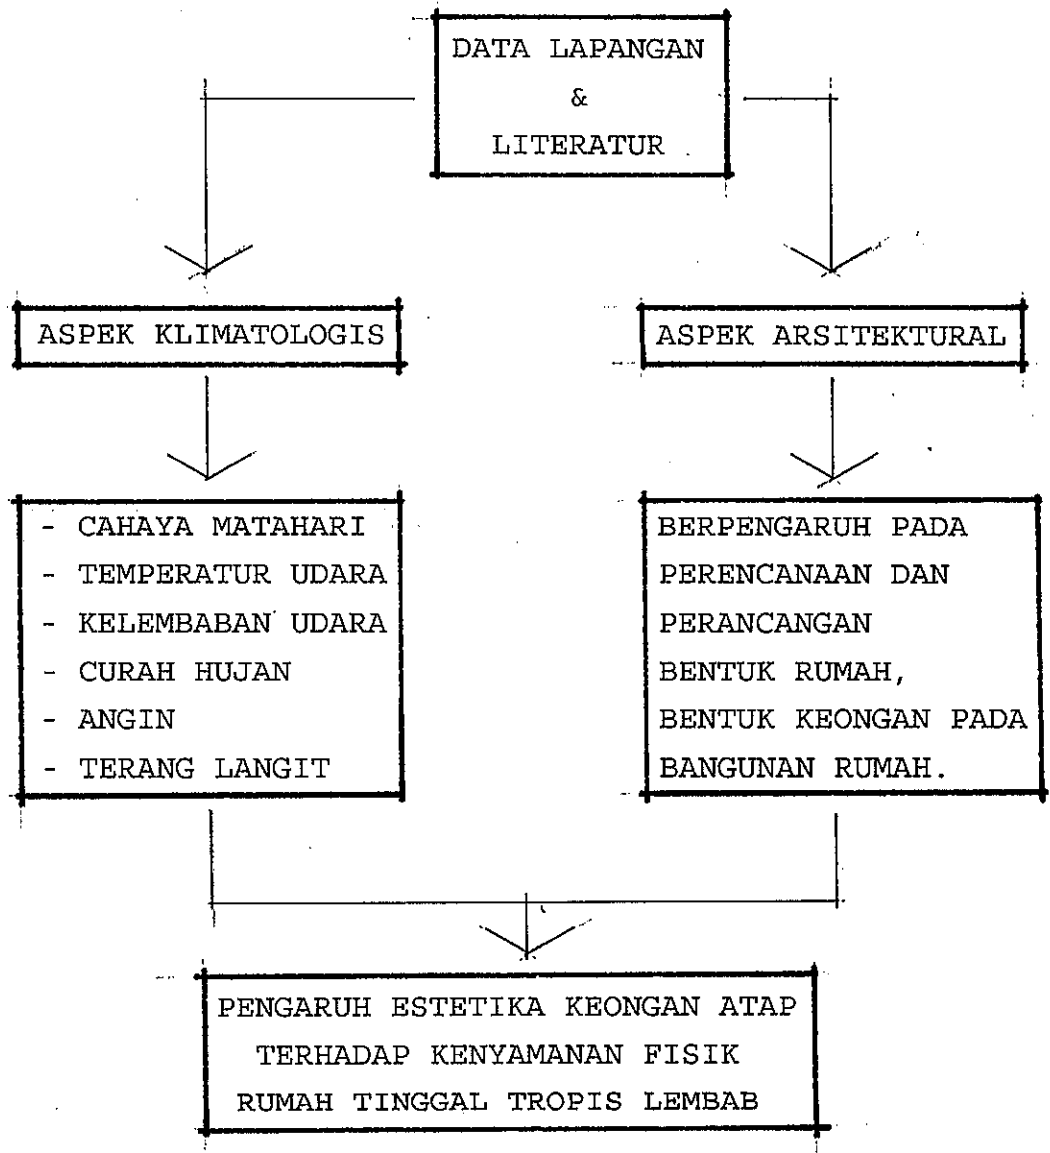 DATA LAPANGAN
&
LITERATUR
ASPEK KLIMATOLOGIS
ASPEK ARSITEKTURAL
- CAHAYA MATAHARI
- TEMPERATUR UDARA
- KELEMBABAN UDARA
- CURAH HUJAN
- ANGIN
- TERANG LANGIT
BERPENGARUH PADA
PERENCANAAN DAN
PERANCANGAN
BENTUK RUMAH,
BENTUK KEONGAN PADA
BANGUNAN RUMAH.
PENGARUH ESTETIKA KEONGAN ATAP
TERHADAP KENYAMANAN FISIK
RUMAH TINGGAL TROPIS LEMBAB